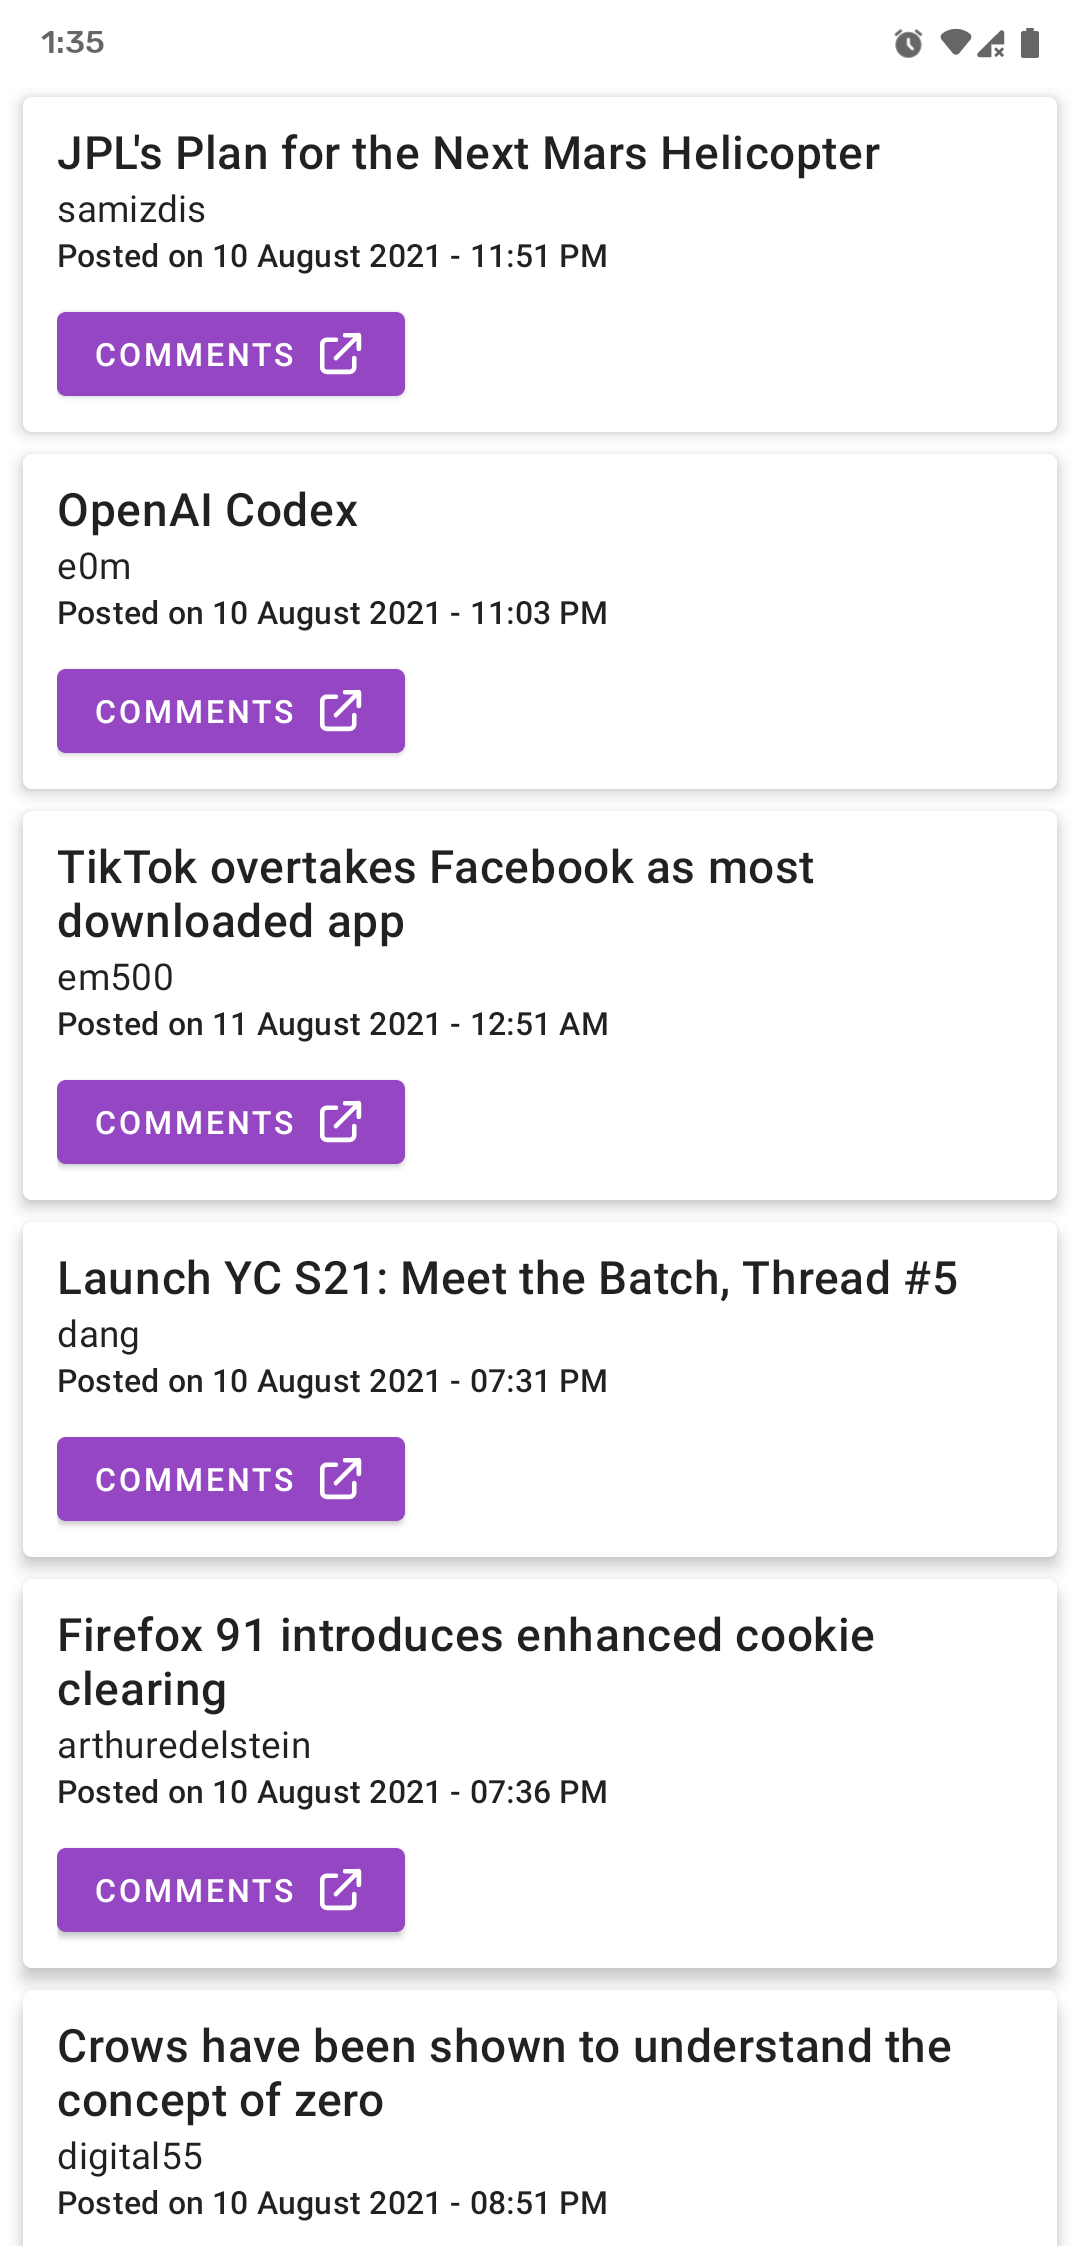 1:35
JPL's Plan for the Next Mars Helicopter
samizdis
Posted on 10 August 2021 - 11:51 PM
COMMENTS
OpenAI Codex
e0m
Posted on 10 August 2021 - 11:03 PM
COMMENTS
TikTok overtakes Facebook as most
downloaded app
em500
Posted on 11 August 2021 - 12:51 AM
COMMENTS
Launch YC S21: Meet the Batch, Thread #5
dang
Posted on 10 August 2021 - 07:31 PM
COMMENTS
Firefox 91 introduces enhanced cookie
clearing
arthuredelstein
Posted on 10 August 2021 - 07:36 PM
COMMENTS
Crows have been shown to understand the
concept of zero
digital55
Posted on 10 August 2021 - 08:51 PM